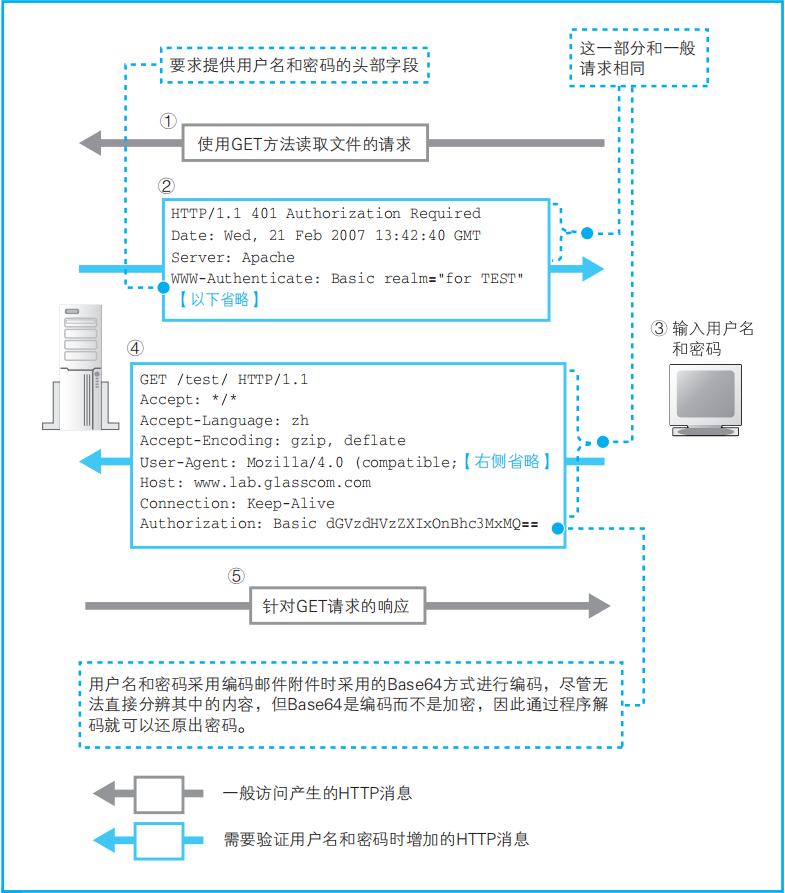 要求提供用户名和密码的头部字段
这一部分和一般
请求相同
①
使用GET方法读取文件的请求
②
HTTP/1.1 401 Authorization Required
Date: Wed, 21 Feb 2007 13:42:40 GMT
Server: Apache
WWW-Authenticate: Basic realm="for TEST"
【以下省略】
③ 输入用户名
和密码
④
GET /test/ HTTP/1.1
Accept: */*
Accept-Language: zh
Accept-Encoding: gzip, deflate
User-Agent: Mozilla/4.0 (compatible;【右侧省略】
Host: www.lab.glasscom.com
Connection: Keep-Alive
Authorization: Basic dGVzdHVzZXIxOnBhc3MxMQ==
⑤
针对GET请求的响应
用户名和密码采用编码邮件附件时采用的Base64方式进行编码，尽管无
法直接分辨其中的内容，但Base64是编码而不是加密，因此通过程序解
码就可以还原出密码。
一般访问产生的HTTP消息
需要验证用户名和密码时增加的HTTP消息